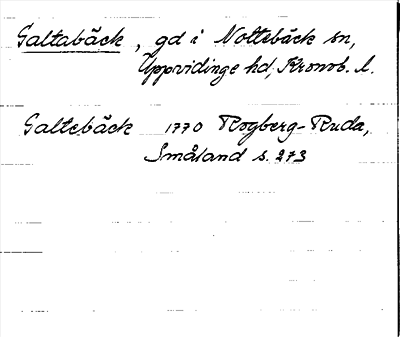 Galtabäck, gd i Nottebäck sn,
Uppvidinge hd. Kronob. l.
Galtebäck 1770 Rogberg-Ruda,
Småland s. 273